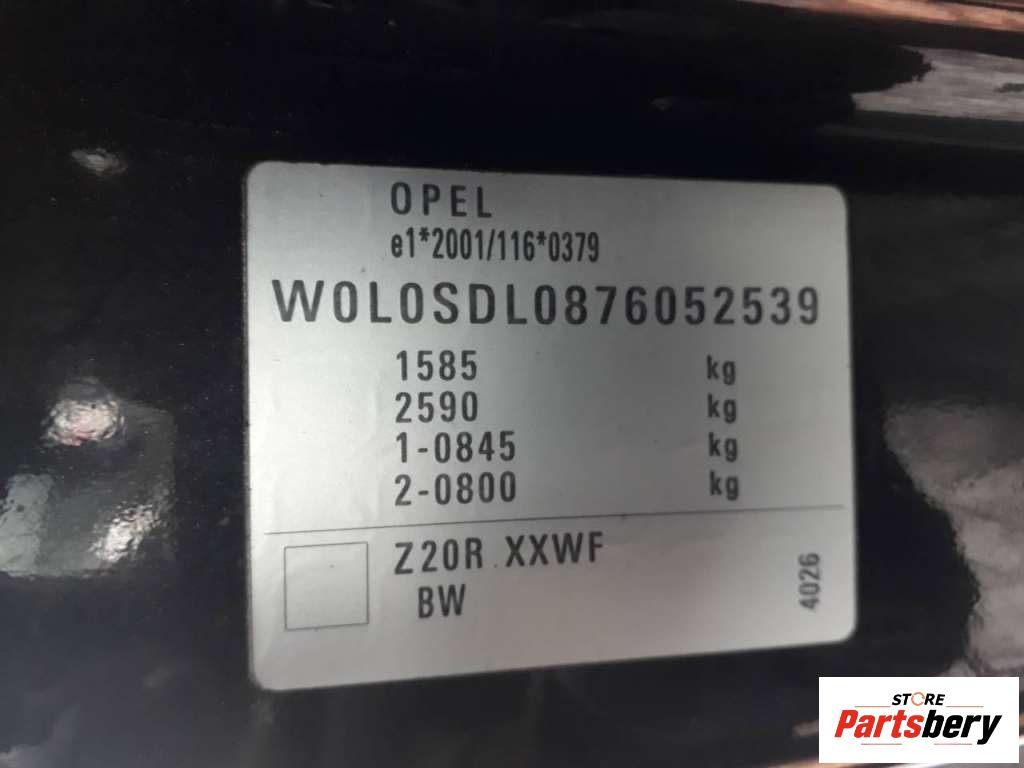 OPEL
e1*2001/116*0379
W0L0SDL0876052539
1585 kg
2590 kg
1-0845 kg
2-0800 kg
Z20R XXWF
BW
4026
STORE
Partsbery